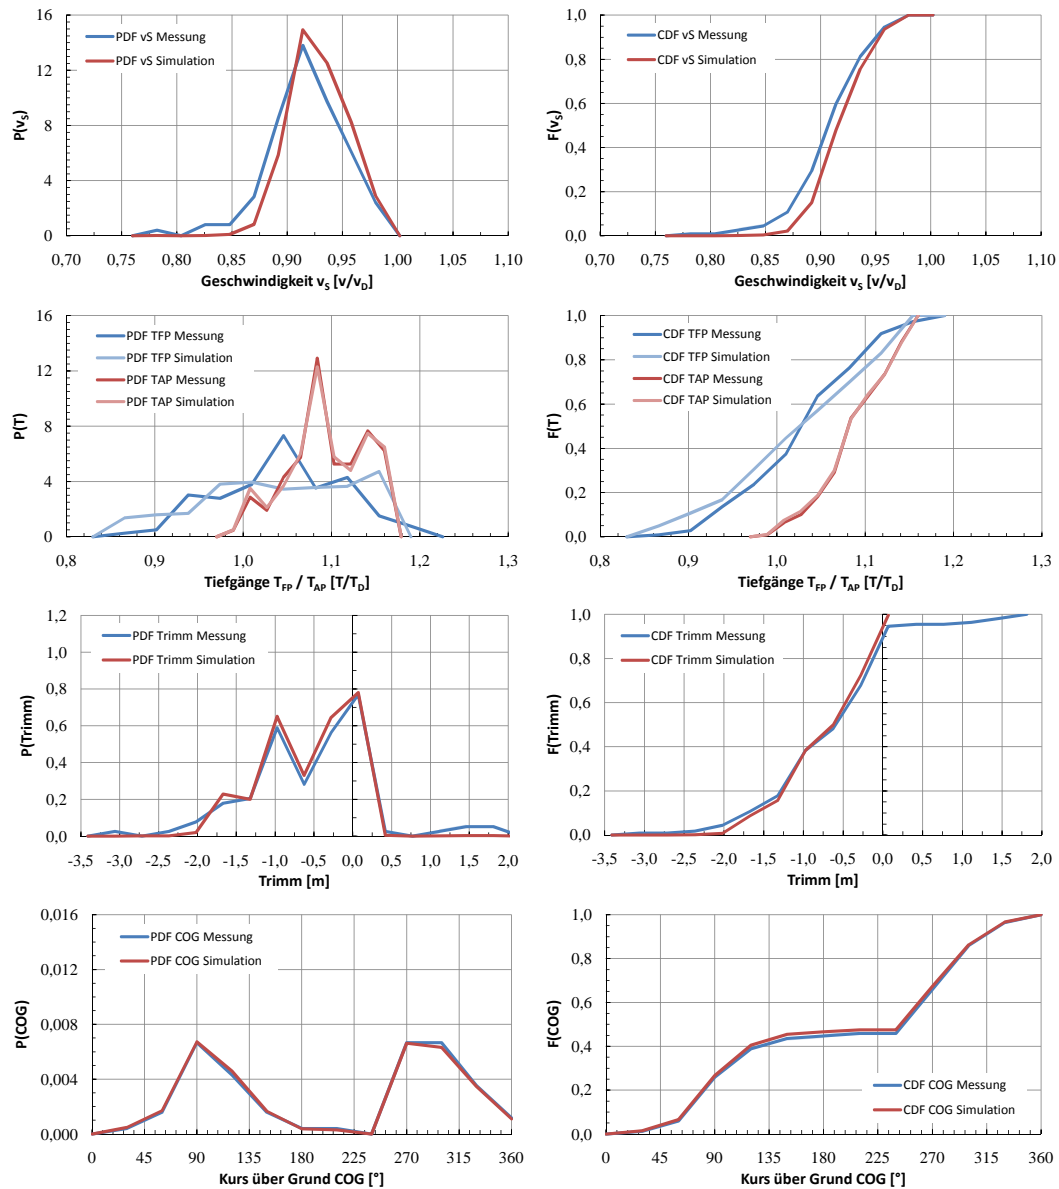 16
12
8
4
0
P(vS)
PDF vS Messung
PDF vS Simulation
0,70 0,75 0,80 0,85 0,90 0,95 1,00 1,05 1,10
Geschwindigkeit vS [v/vD]
1,0
0,8
0,6
0,4
0,2
0,0
F(vS)
CDF vS Messung
CDF vS Simulation
0,70 0,75 0,80 0,85 0,90 0,95 1,00 1,05 1,10
Geschwindigkeit vS [v/vD]
16
12
8
4
0
P(T)
PDF TFP Messung
PDF TFP Simulation
PDF TAP Messung
PDF TAP Simulation
0,8 0,9 1,0 1,1 1,2 1,3
Tiefgänge TFP / TAP [T/TD]
1,0
0,8
0,6
0,4
0,2
0,0
F(T)
CDF TFP Messung
CDF TFP Simulation
CDF TAP Messung
CDF TAP Simulation
0,8 0,9 1,0 1,1 1,2 1,3
Tiefgänge TFP / TAP [T/TD]
1,2
1,0
0,8
0,6
0,4
0,2
0,0
P(Trimm)
PDF Trimm Messung
PDF Trimm Simulation
-3,5 -3,0 -2,5 -2,0 -1,5 -1,0 -0,5 0,0 0,5 1,0 1,5 2,0
Trimm [m]
1,0
0,8
0,6
0,4
0,2
0,0
F(Trimm)
CDF Trimm Messung
CDF Trimm Simulation
-3,5 -3,0 -2,5 -2,0 -1,5 -1,0 -0,5 0,0 0,5 1,0 1,5 2,0
Trimm [m]
0,016
0,012
0,008
0,004
0,000
P(COG)
PDF COG Messung
PDF COG Simulation
0 45 90 135 180 225 270 315 360
Kurs über Grund COG [°]
1,0
0,8
0,6
0,4
0,2
0,0
F(COG)
CDF COG Messung
CDF COG Simulation
0 45 90 135 180 225 270 315 360
Kurs über Grund COG [°]